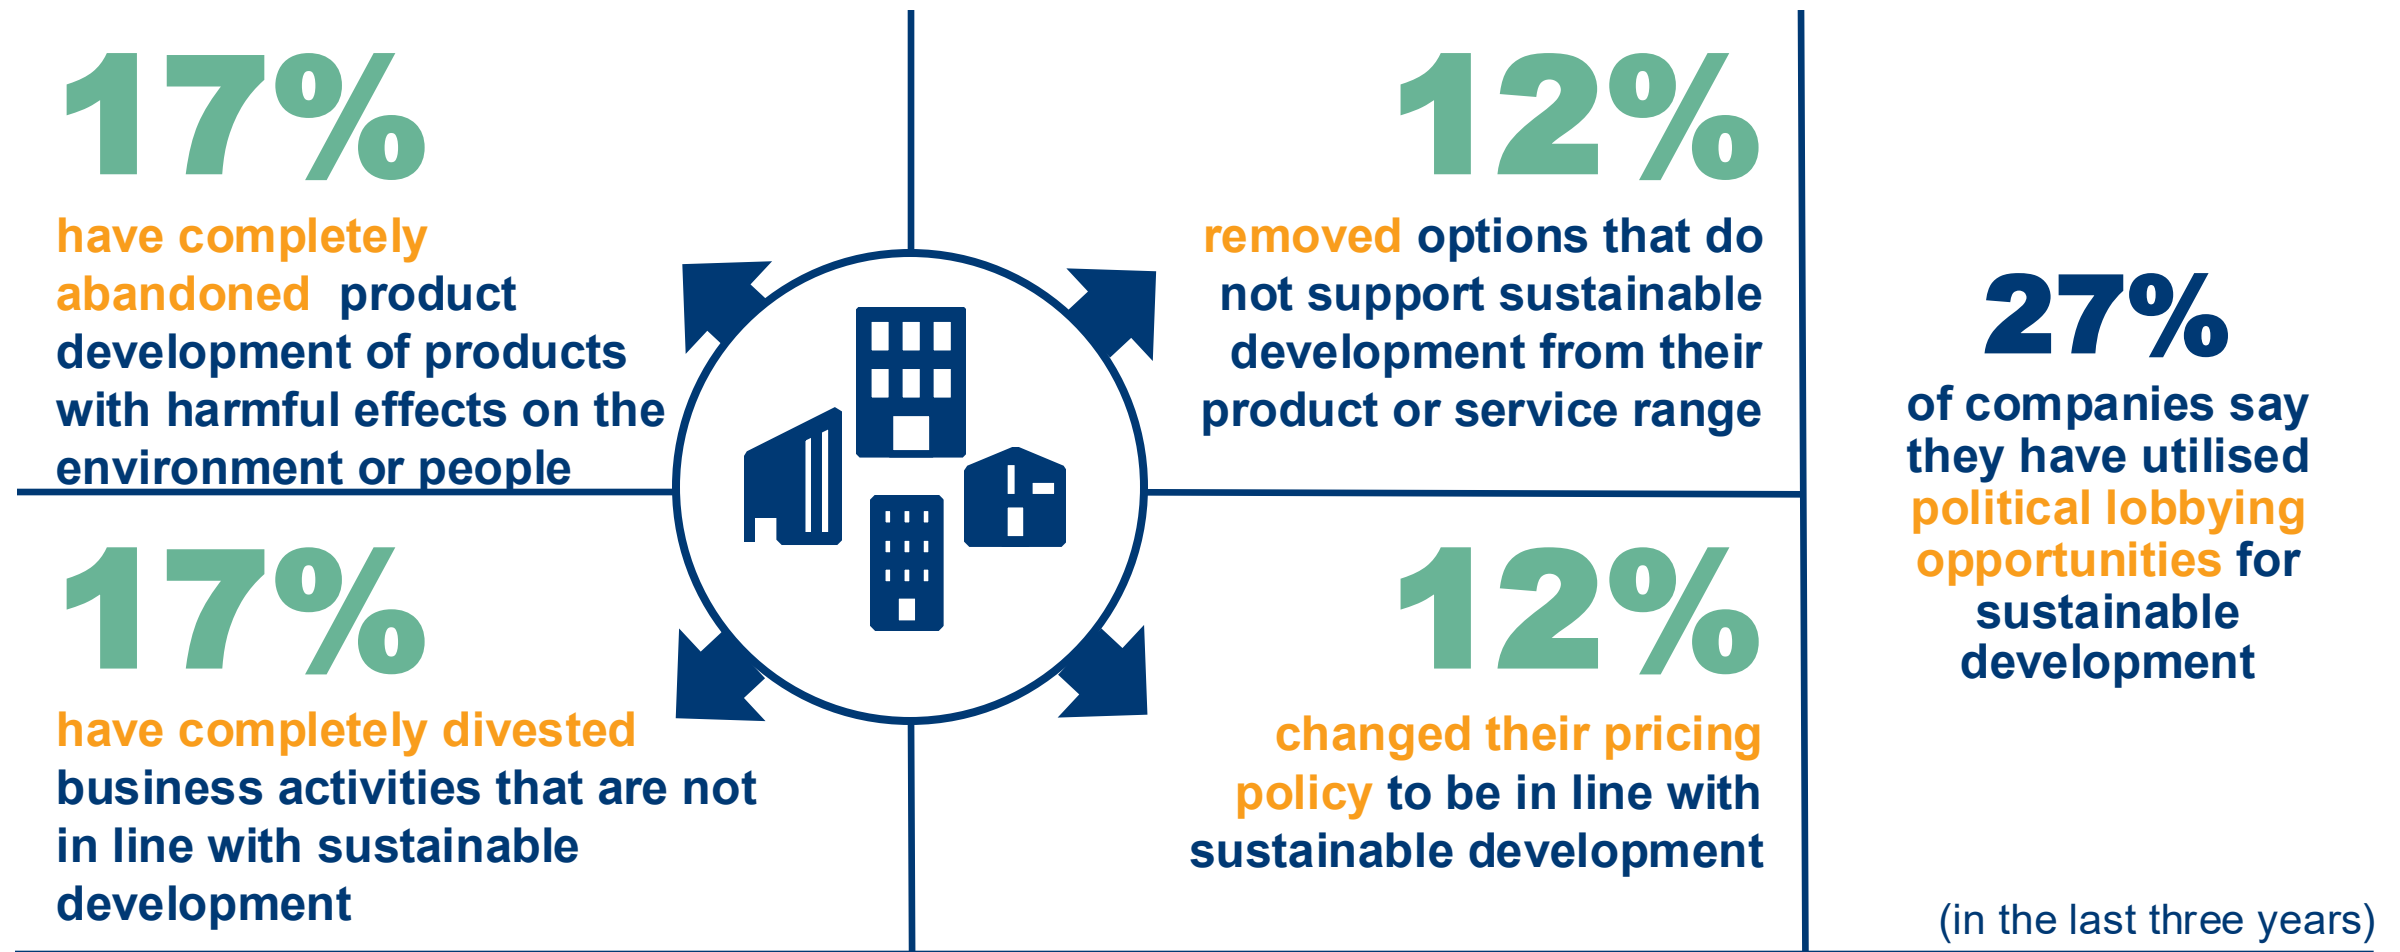 17%
have completely
abandoned product
development of products
with harmful effects on the
environment or people
12%
removed options that do
not support sustainable
development from their
product or service range
17%
have completely divested
business activities that are not
in line with sustainable
development
12%
changed their pricing
policy to be in line with
sustainable development
27%
of companies say
they have utilised
political lobbying
opportunities for
sustainable
development
(in the last three years)